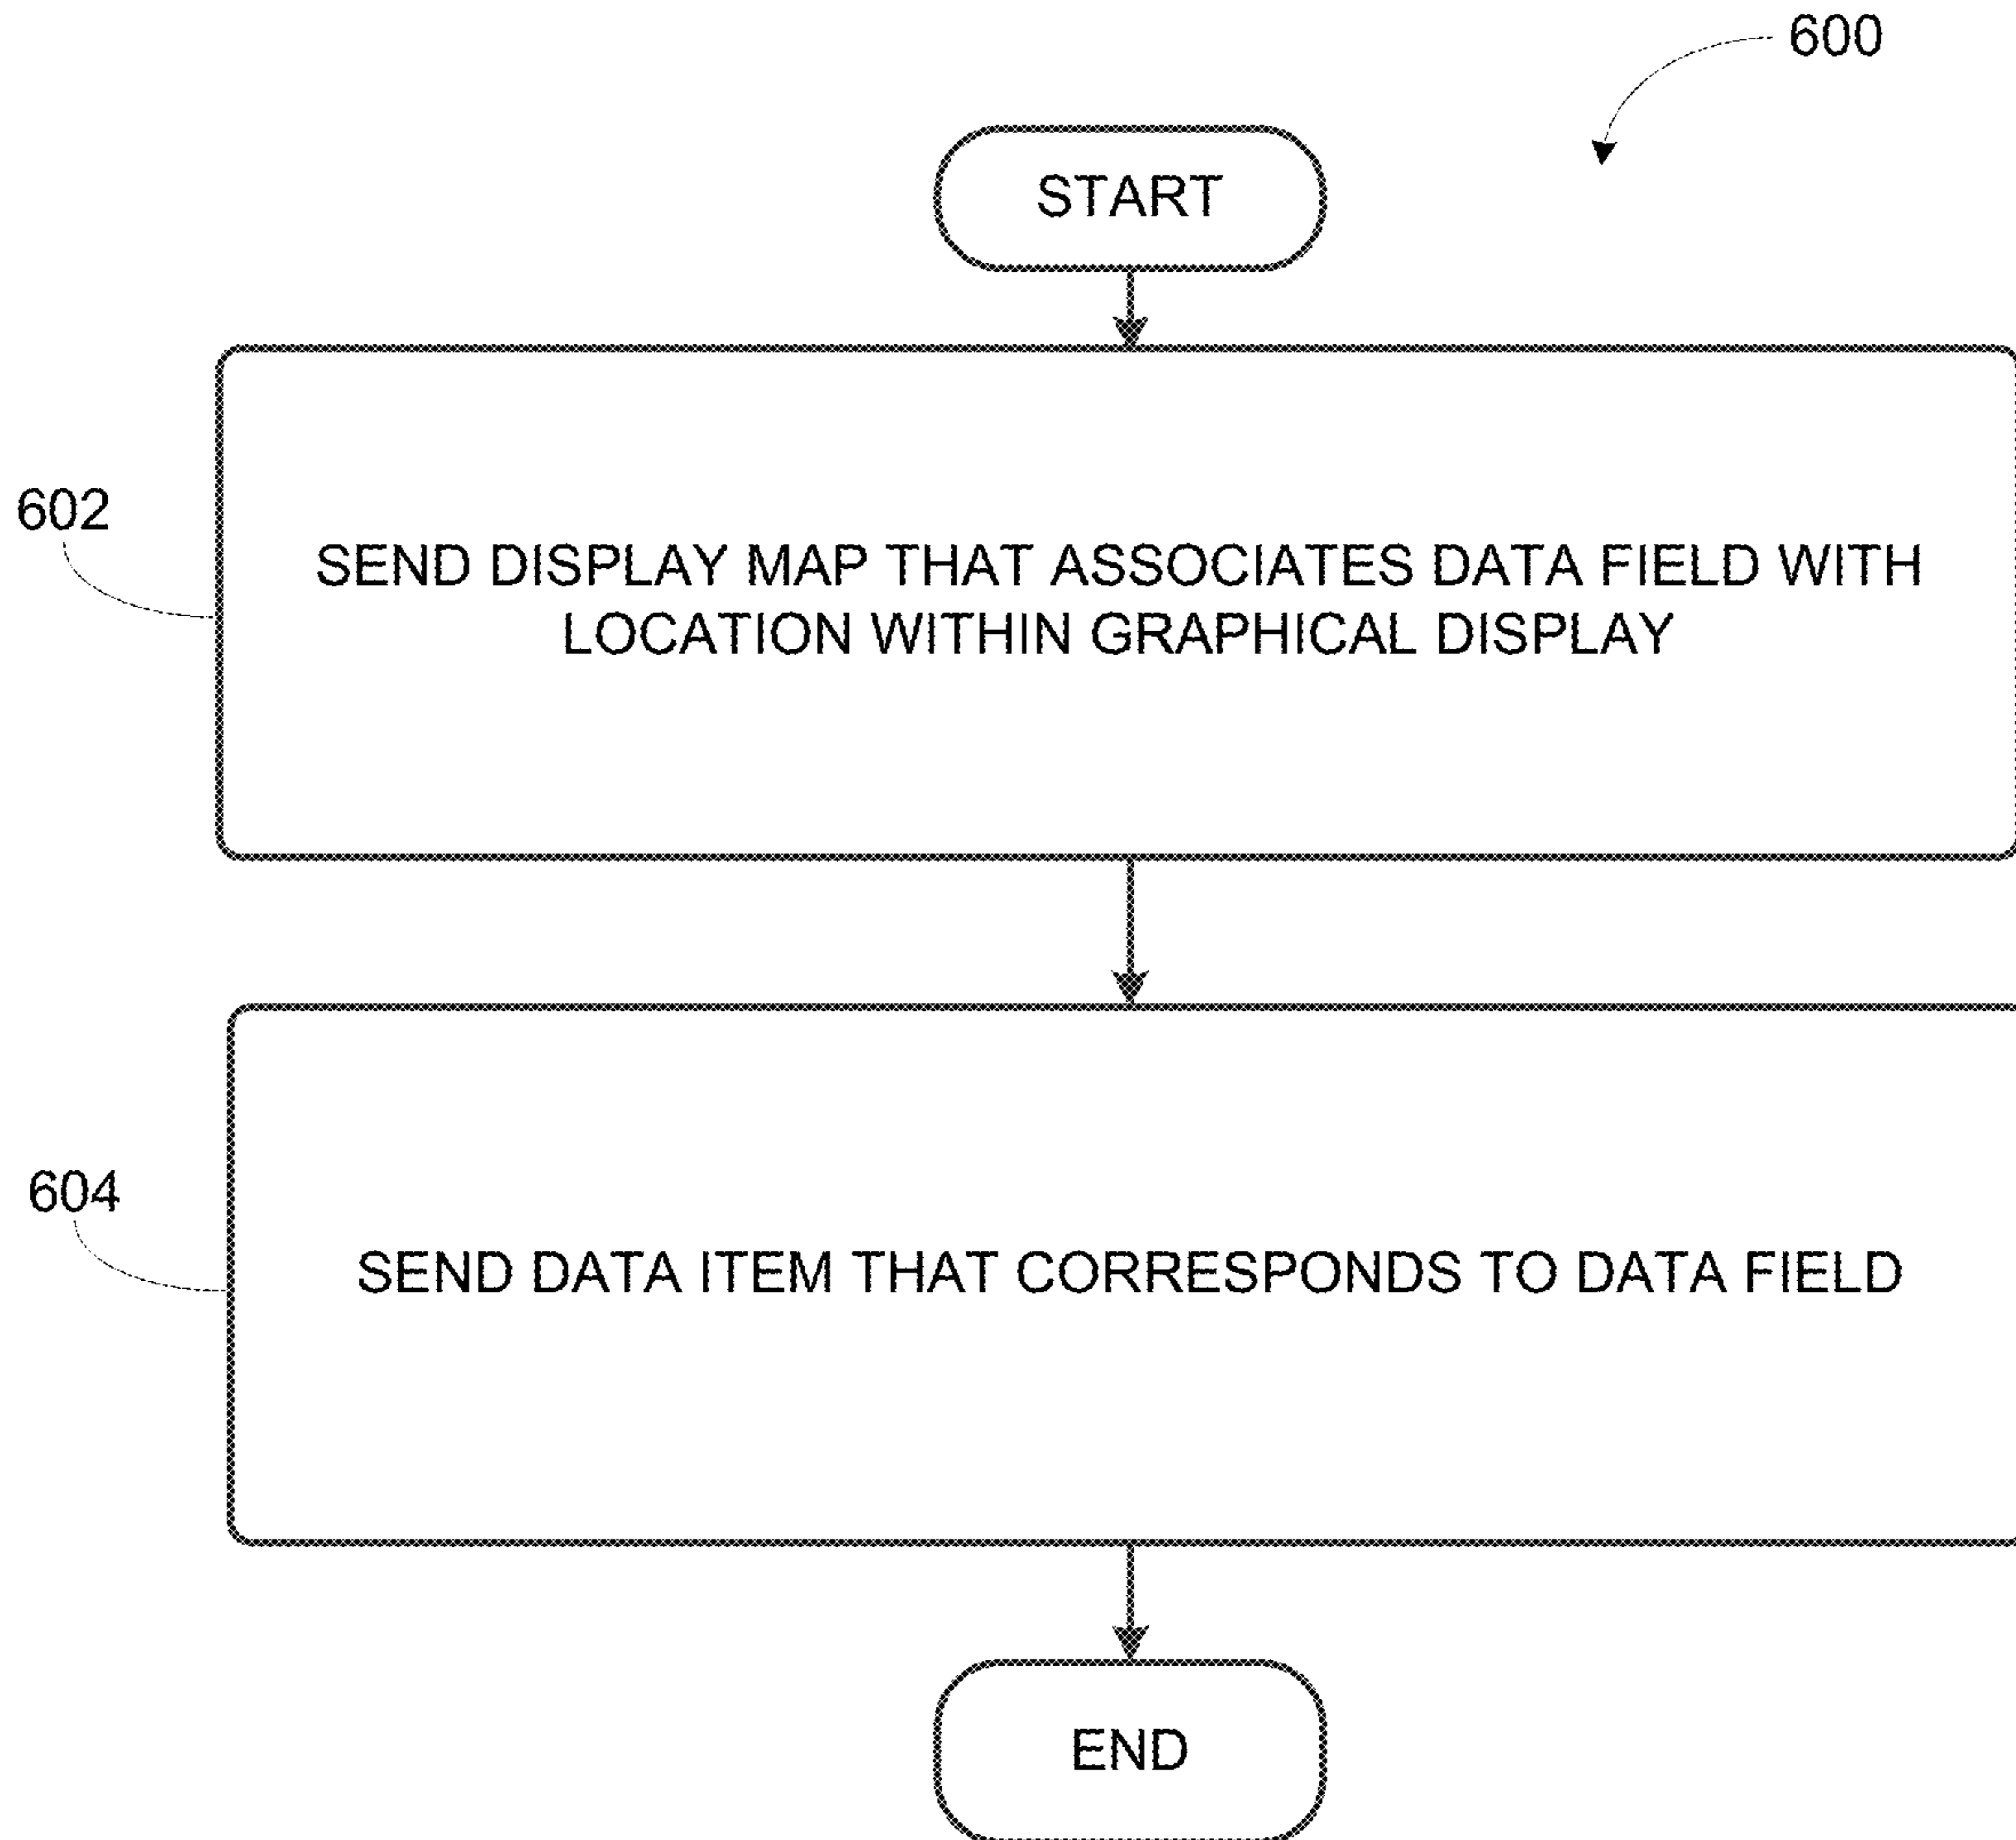 600
START
602
SEND DISPLAY MAP THAT ASSOCIATES DATA FIELD WITH
LOCATION WITHIN GRAPHICAL DISPLAY
604
SEND DATA ITEM THAT CORRESPONDS TO DATA FIELD
END